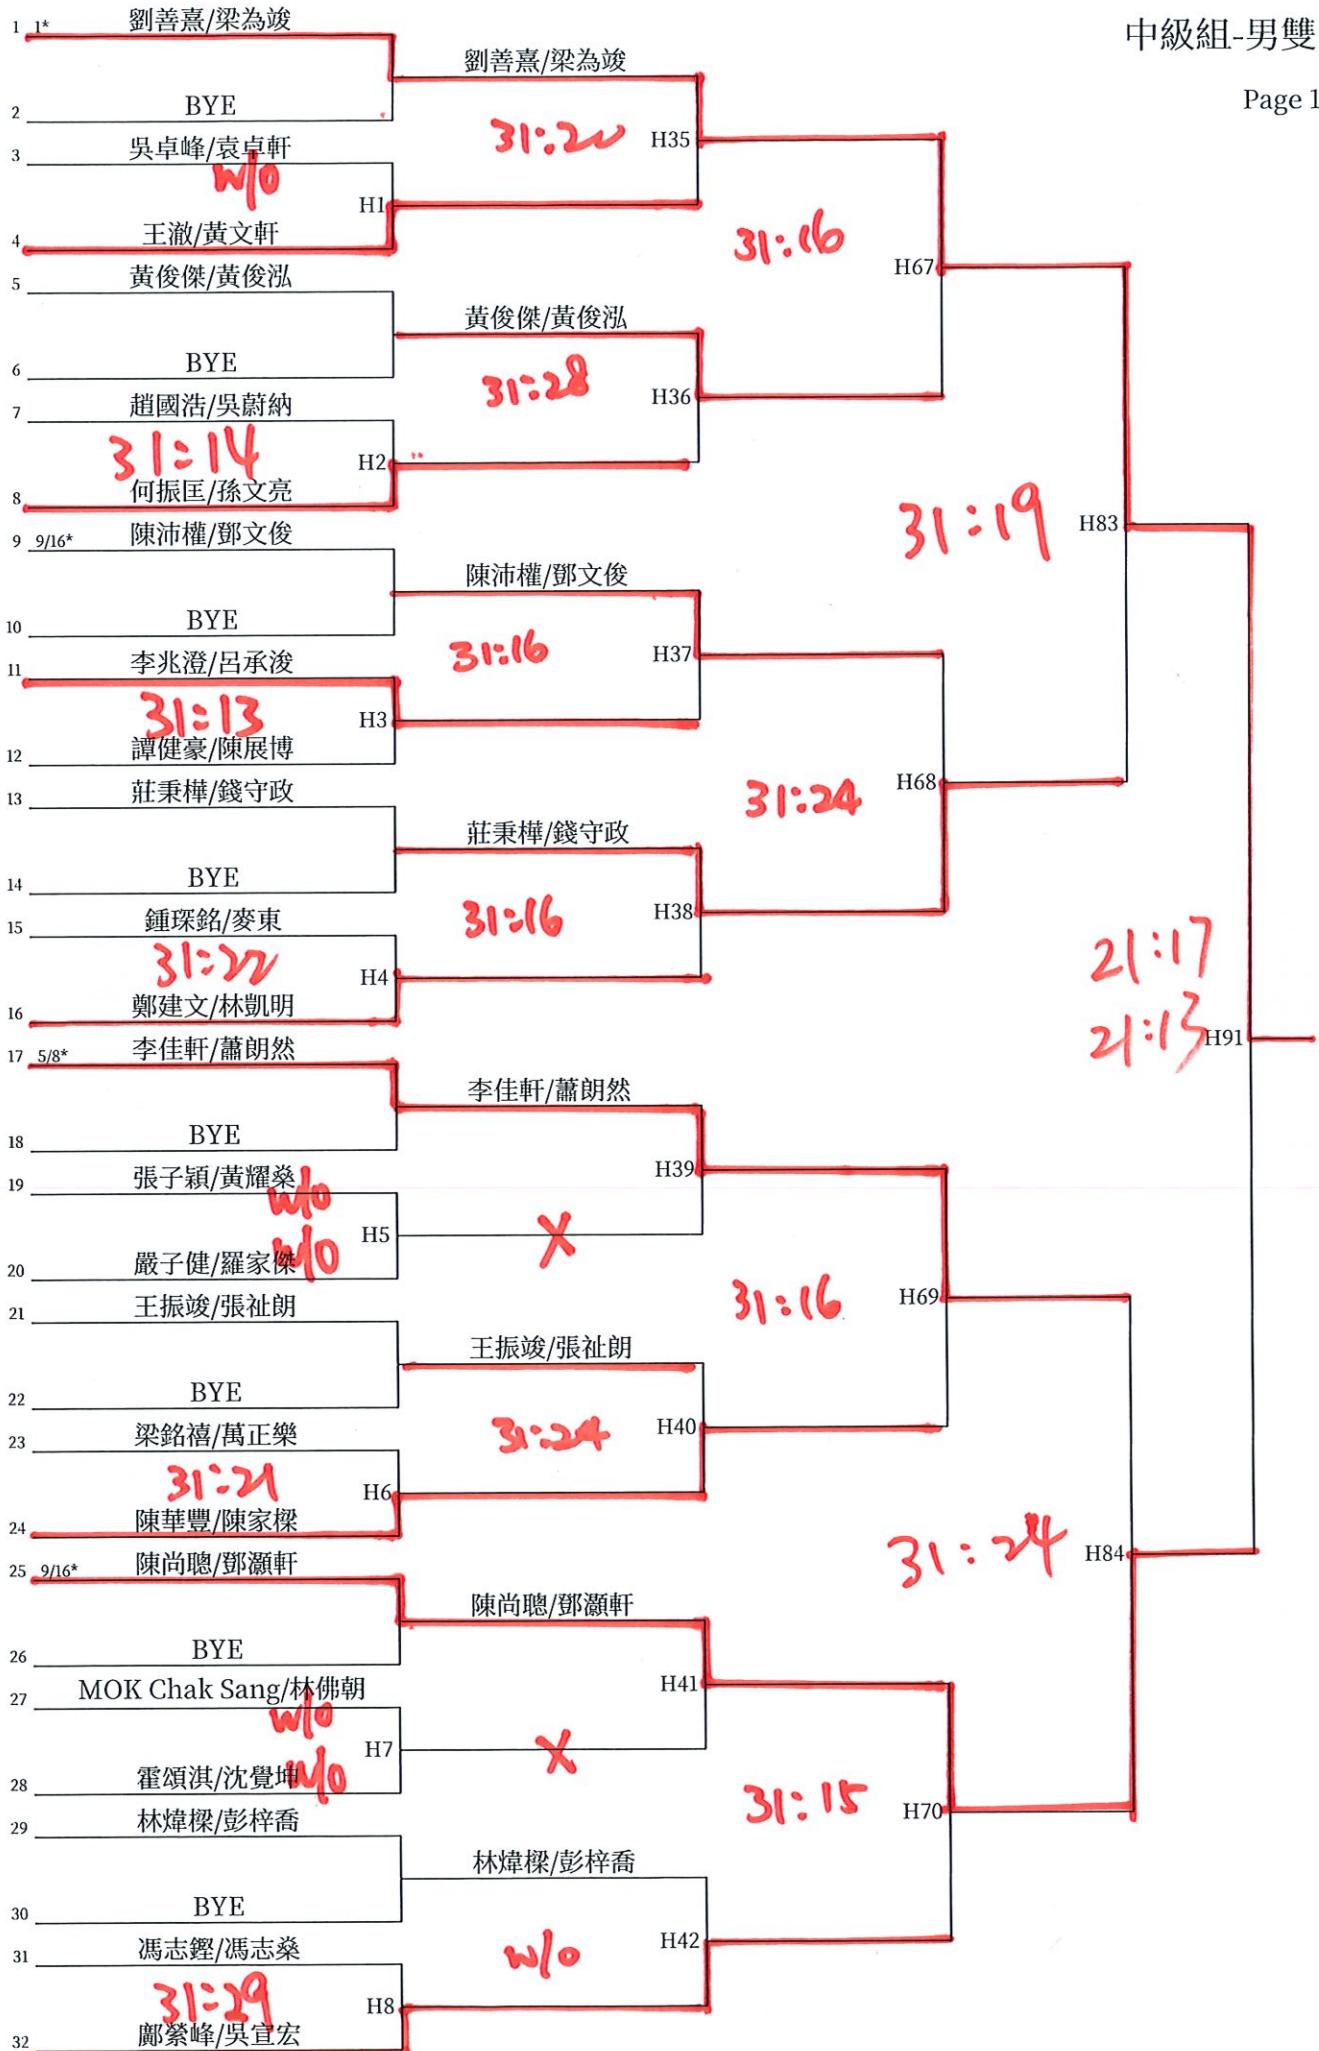 中級組-男雙
Page 1
1 1* 劉善熹/梁為竣
劉善熹/梁為竣
2 BYE
31:20 H35
3 吳卓峰/袁卓軒
w/o
H1
4 王澈/黃文軒
31:16 H67
5 黃俊傑/黃俊泓
黃俊傑/黃俊泓
6 BYE
31:28 H36
7 趙國浩/吳蔚納
31:14 H2
8 何振匡/孫文亮
31:19 H83
9 9/16* 陳沛權/鄧文俊
陳沛權/鄧文俊
10 BYE
31:16 H37
11 李兆澄/呂承浚
31:13 H3
12 譚健豪/陳展博
31:24 H68
13 莊秉樺/錢守政
莊秉樺/錢守政
14 BYE
31:16 H38
15 鍾琛銘/麥東
31:22 H4
21:17
16 鄭建文/林凱明
21:13 H91
17 5/8* 李佳軒/蕭朗然
李佳軒/蕭朗然
18 BYE
H39
19 張子穎/黃耀燊
w/o
H5 X
w/o
20 嚴子健/羅家傑
31:16 H69
21 王振竣/張祉朗
王振竣/張祉朗
22 BYE
31:24 H40
23 梁銘禧/萬正樂
31:21 H6
24 陳華豐/陳家樑
31:24 H84
25 9/16* 陳尚聰/鄧灝軒
陳尚聰/鄧灝軒
26 BYE
H41
27 MOK Chak Sang/林佛朝
w/o
H7 X
w/o
28 霍頌淇/沈覺坤
31:15 H70
29 林煒樑/彭梓喬
林煒樑/彭梓喬
30 BYE
w/o H42
31 馮志鏗/馮志燊
31:29 H8
32 鄺縈峰/吳宣宏